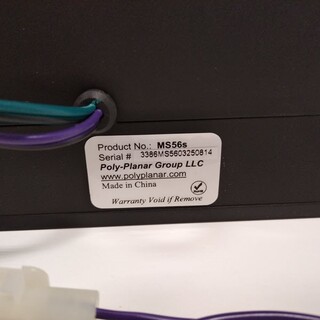 Product No.: MS56s
Serial # 3386MS5603250814
Poly-Planar Group LLC
www.polyplanar.com
Made in China
Warranty Void if Remove